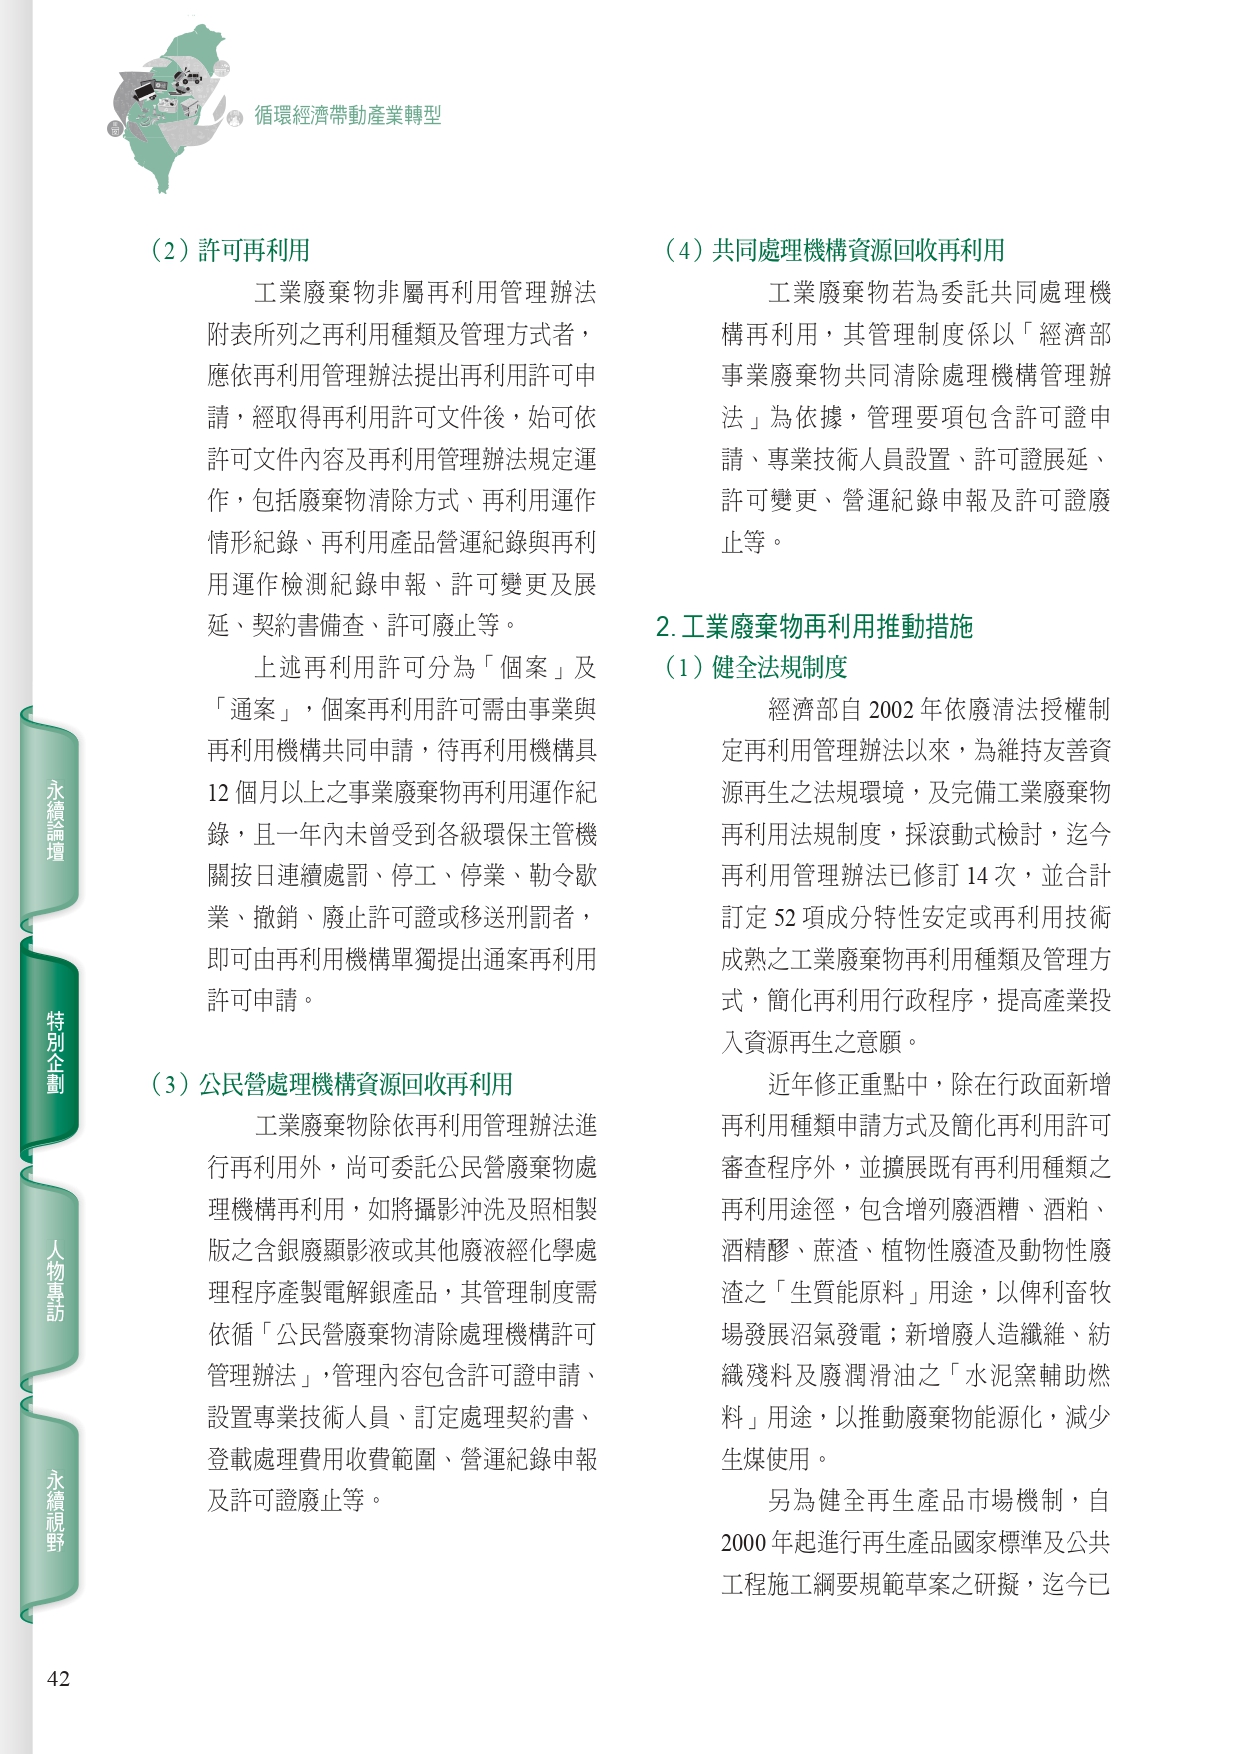 循環經濟帶動產業轉型
（2）許可再利用
工業廢棄物非屬再利用管理辦法
附表所列之再利用種類及管理方式者，
應依再利用管理辦法提出再利用許可申
請，經取得再利用許可文件後，始可依
許可文件內容及再利用管理辦法規定運
作，包括廢棄物清除方式、再利用運作
情形紀錄、再利用產品營運紀錄與再利
用運作檢測紀錄申報、許可變更及展
延、契約書備查、許可廢止等。
上述再利用許可分為「個案」及
「通案」，個案再利用許可需由事業與
再利用機構共同申請，待再利用機構具
12 個月以上之事業廢棄物再利用運作紀
錄，且一年內未曾受到各級環保主管機
關按日連續處罰、停工、停業、勒令歇
業、撤銷、廢止許可證或移送刑罰者，
即可由再利用機構單獨提出通案再利用
許可申請。
（3）公民營處理機構資源回收再利用
工業廢棄物除依再利用管理辦法進
行再利用外，尚可委託公民營廢棄物處
理機構再利用，如將攝影沖洗及照相製
版之含銀廢顯影液或其他廢液經化學處
理程序產製電解銀產品，其管理制度需
依循「公民營廢棄物清除處理機構許可
管理辦法」，管理內容包含許可證申請、
設置專業技術人員、訂定處理契約書、
登載處理費用收費範圍、營運紀錄申報
及許可證廢止等。
（4）共同處理機構資源回收再利用
工業廢棄物若為委託共同處理機
構再利用，其管理制度係以「經濟部
事業廢棄物共同清除處理機構管理辦
法」為依據，管理要項包含許可證申
請、專業技術人員設置、許可證展延、
許可變更、營運紀錄申報及許可證廢
止等。
2. 工業廢棄物再利用推動措施
（1）健全法規制度
經濟部自 2002 年依廢清法授權制
定再利用管理辦法以來，為維持友善資
源再生之法規環境，及完備工業廢棄物
再利用法規制度，採滾動式檢討，迄今
再利用管理辦法已修訂 14 次，並合計
訂定 52 項成分特性安定或再利用技術
成熟之工業廢棄物再利用種類及管理方
式，簡化再利用行政程序，提高產業投
入資源再生之意願。
近年修正重點中，除在行政面新增
再利用種類申請方式及簡化再利用許可
審查程序外，並擴展既有再利用種類之
再利用途徑，包含增列廢酒糟、酒粕、
酒精醪、蔗渣、植物性廢渣及動物性廢
渣之「生質能原料」用途，以俾利畜牧
場發展沼氣發電；新增廢人造纖維、紡
織殘料及廢潤滑油之「水泥窯輔助燃
料」用途，以推動廢棄物能源化，減少
生煤使用。
另為健全再生產品市場機制，自
2000 年起進行再生產品國家標準及公共
工程施工綱要規範草案之研擬，迄今已
永續論壇
特別企劃
人物專訪
永續視野
42